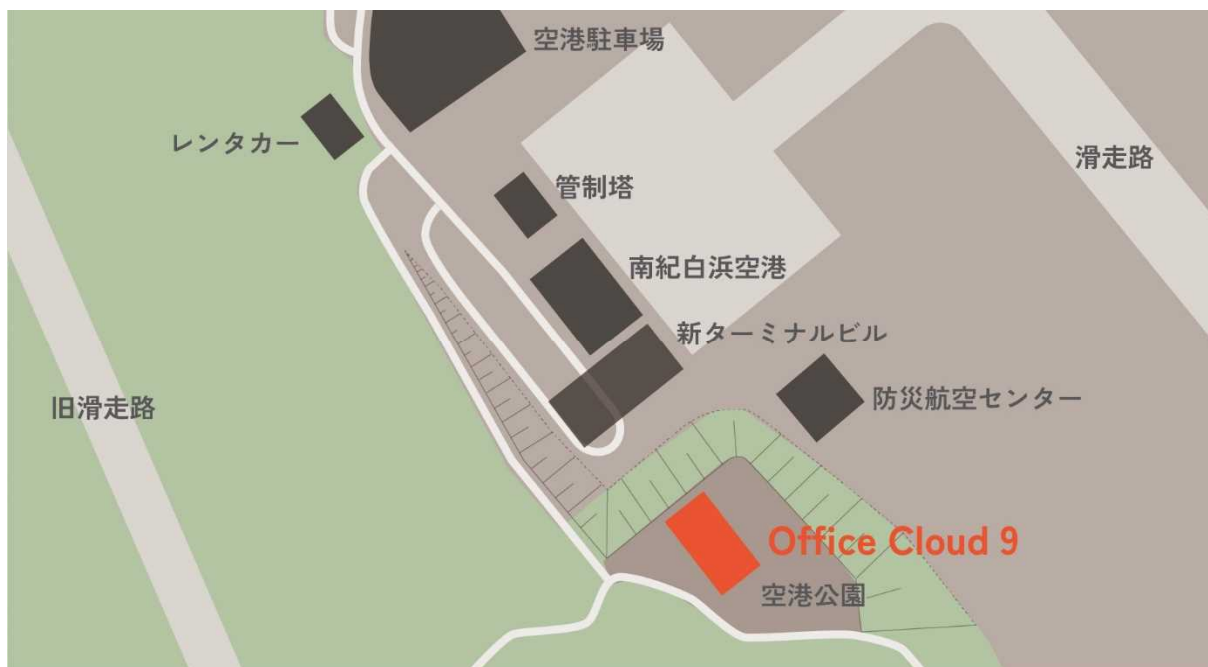 空港駐車場
レンタカー
滑走路
管制塔
南紀白浜空港
新ターミナルビル
旧滑走路
防災航空センター
Office Cloud 9
空港公園